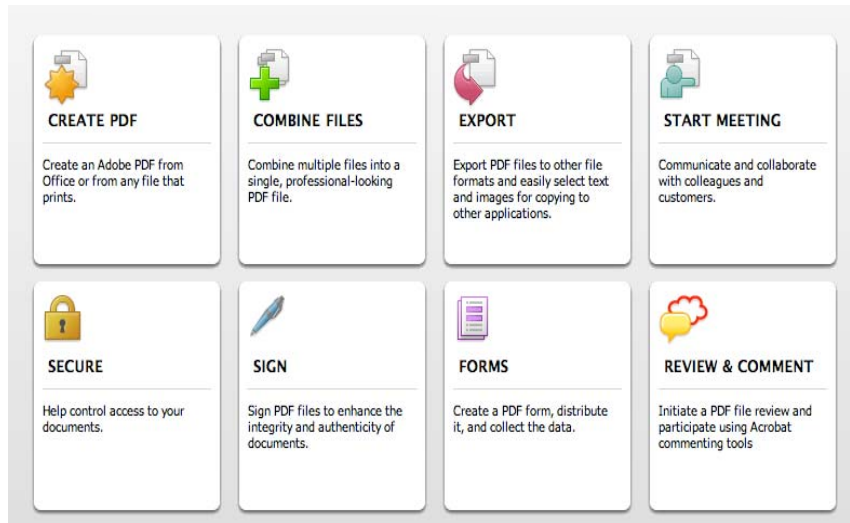 CREATE PDF
Create an Adobe PDF from
Office or from any file that
prints.
COMBINE FILES
Combine multiple files into a
single, professional-looking
PDF file.
EXPORT
Export PDF files to other file
formats and easily select text
and images for copying to
other applications.
START MEETING
Communicate and collaborate
with colleagues and
customers.
SECURE
Help control access to your
documents.
SIGN
Sign PDF files to enhance the
integrity and authenticity of
documents.
FORMS
Create a PDF form, distribute
it, and collect the data.
REVIEW & COMMENT
Initiate a PDF file review and
participate using Acrobat
commenting tools